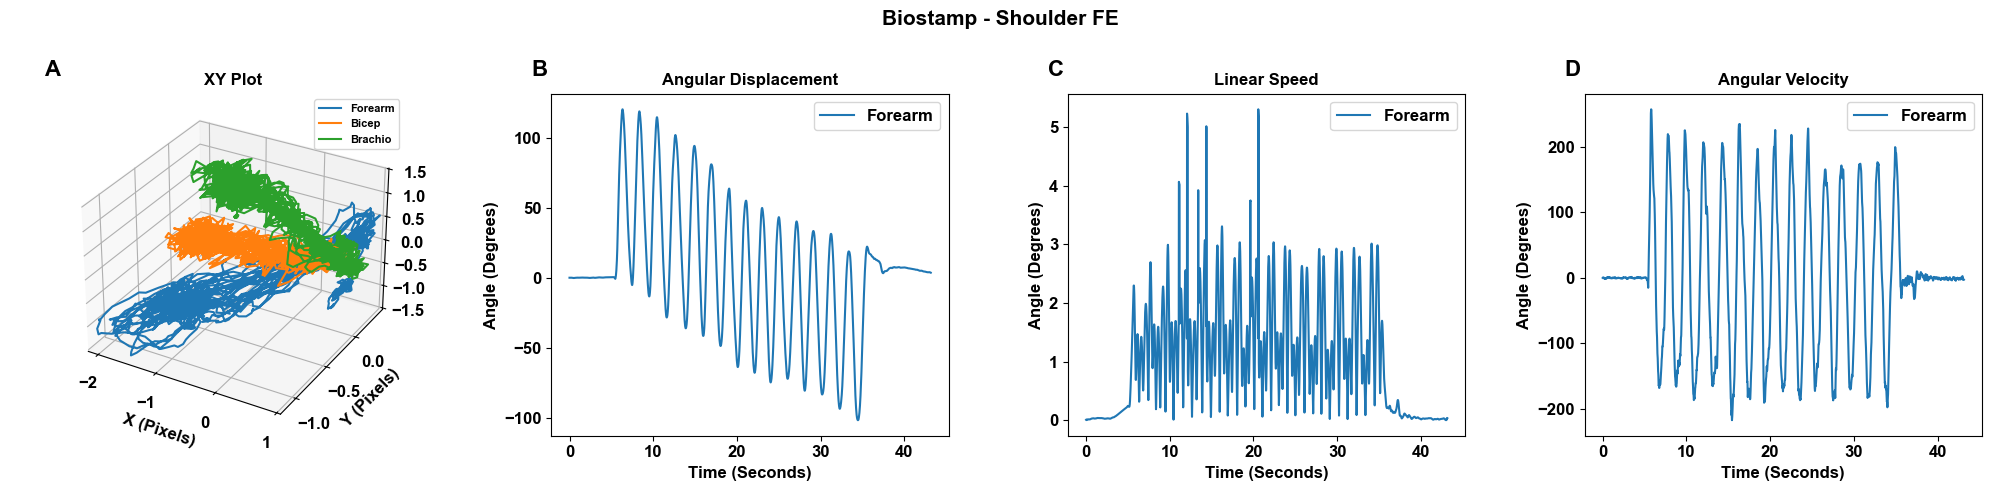 Biostamp - Shoulder FE
A
XY Plot
Forearm
Bicep
Brachio
1.5
1.0
0.5
0.0
−0.5
−1.0
−1.5
0.0
−0.5
−1.0
Y (Pixels)
−2
−1
0
1
X (Pixels)
B
Angular Displacement
Forearm
100
50
0
−50
−100
Angle (Degrees)
0 10 20 30 40
Time (Seconds)
C
Linear Speed
Forearm
5
4
3
2
1
0
Angle (Degrees)
0 10 20 30 40
Time (Seconds)
D
Angular Velocity
Forearm
200
100
0
−100
−200
Angle (Degrees)
0 10 20 30 40
Time (Seconds)